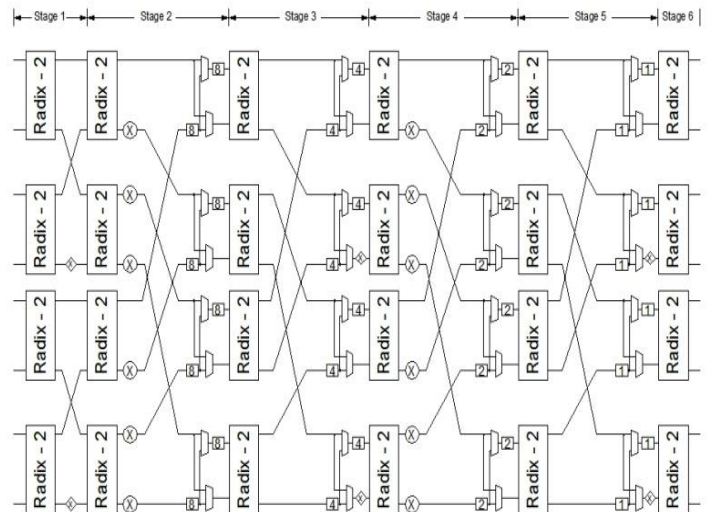 Stage 1 Stage 2 Stage 3 Stage 4 Stage 5 Stage 6
Radix - 2 Radix - 2 Radix - 2 Radix - 2 Radix - 2 Radix - 2
8 4 2 1
X 8 4 X 2 1
Radix - 2 Radix - 2 Radix - 2 Radix - 2 Radix - 2 Radix - 2
X 8 4 X 2 1
X X 8 4 X X 2 1 X
Radix - 2 Radix - 2 Radix - 2 Radix - 2 Radix - 2 Radix - 2
8 4 2 1
X 8 4 X 2 1
Radix - 2 Radix - 2 Radix - 2 Radix - 2 Radix - 2 Radix - 2
X 8 4 X 2 1
X X 8 4 X X 2 1 X